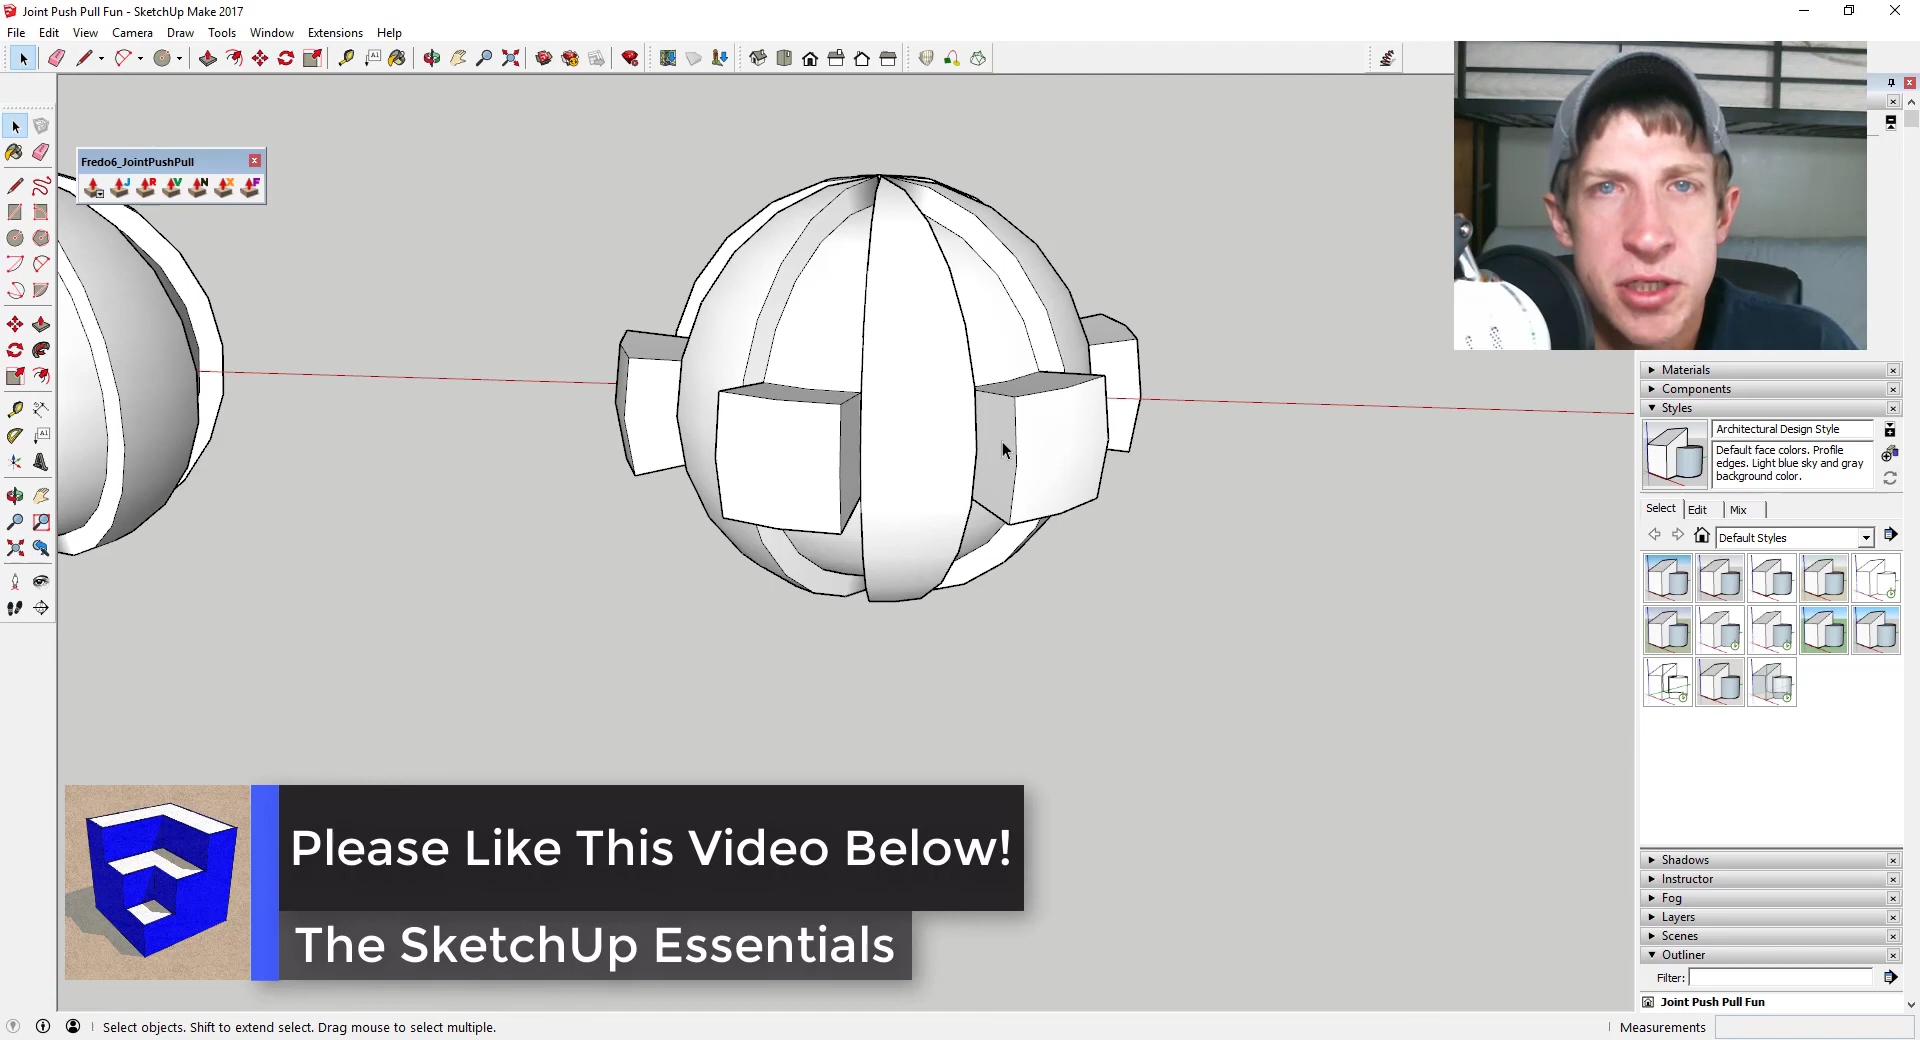 Joint Push Pull Fun - SketchUp Make 2017
File Edit View Camera Draw Tools Window Extensions Help
Fredo6_JointPushPull
J R V N X F
Materials
Components
Styles
Architectural Design Style
Default face colors. Profile
edges. Light blue sky and gray
background color.
Select Edit Mix
Default Styles
Shadows
Instructor
Fog
Layers
Scenes
Outliner
Filter:
Joint Push Pull Fun
Please Like This Video Below!
The SketchUp Essentials
Select objects. Shift to extend select. Drag mouse to select multiple.
Measurements